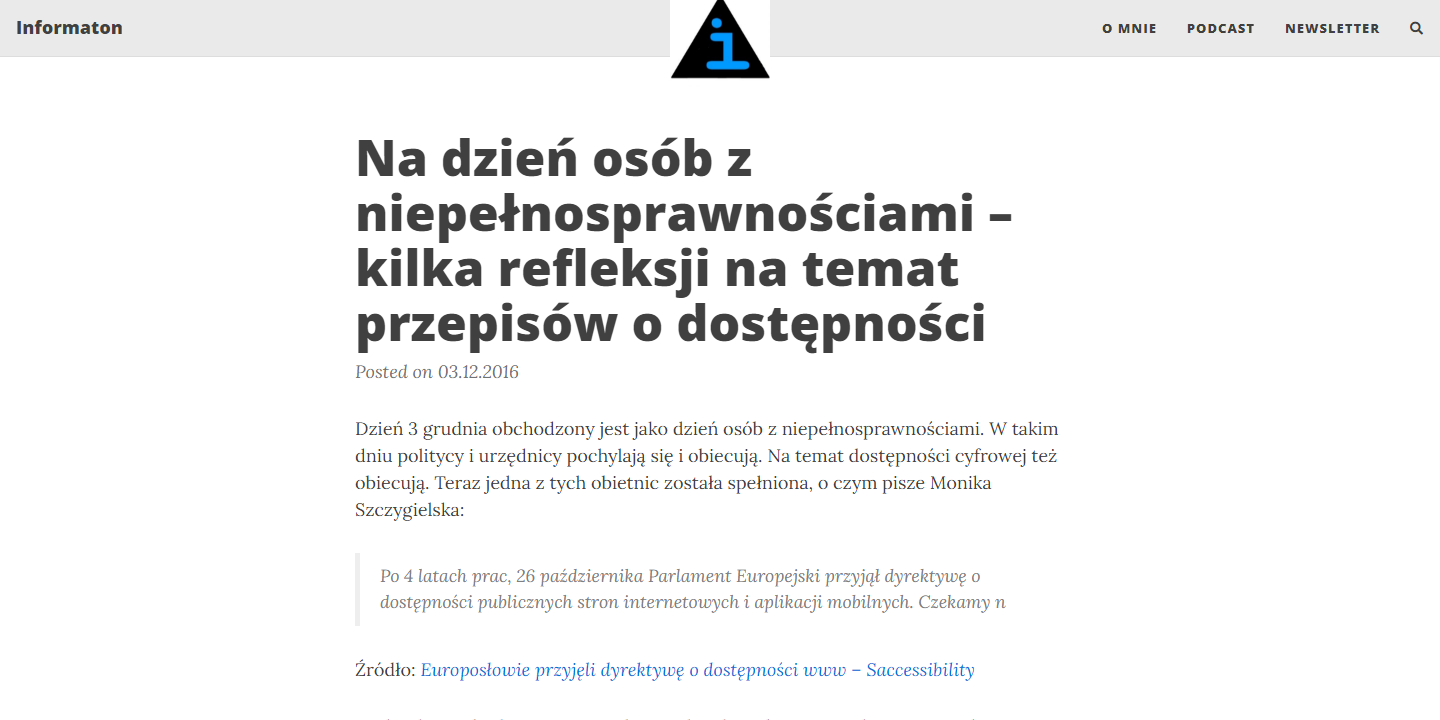 Informaton
i
O MNIE
PODCAST
NEWSLETTER
Na dzień osób z
niepełnosprawnościami –
kilka refleksji na temat
przepisów o dostępności
Posted on 03.12.2016
Dzień 3 grudnia obchodzony jest jako dzień osób z niepełnosprawnościami. W takim
dniu politycy i urzędnicy pochylają się i obiecują. Na temat dostępności cyfrowej też
obiecują. Teraz jedna z tych obietnic została spełniona, o czym pisze Monika
Szczygielska:
Po 4 latach prac, 26 października Parlament Europejski przyjął dyrektywę o
dostępności publicznych stron internetowych i aplikacji mobilnych. Czekamy n
Źródło: Europosłowie przyjęli dyrektywę o dostępności www – Saccessibility